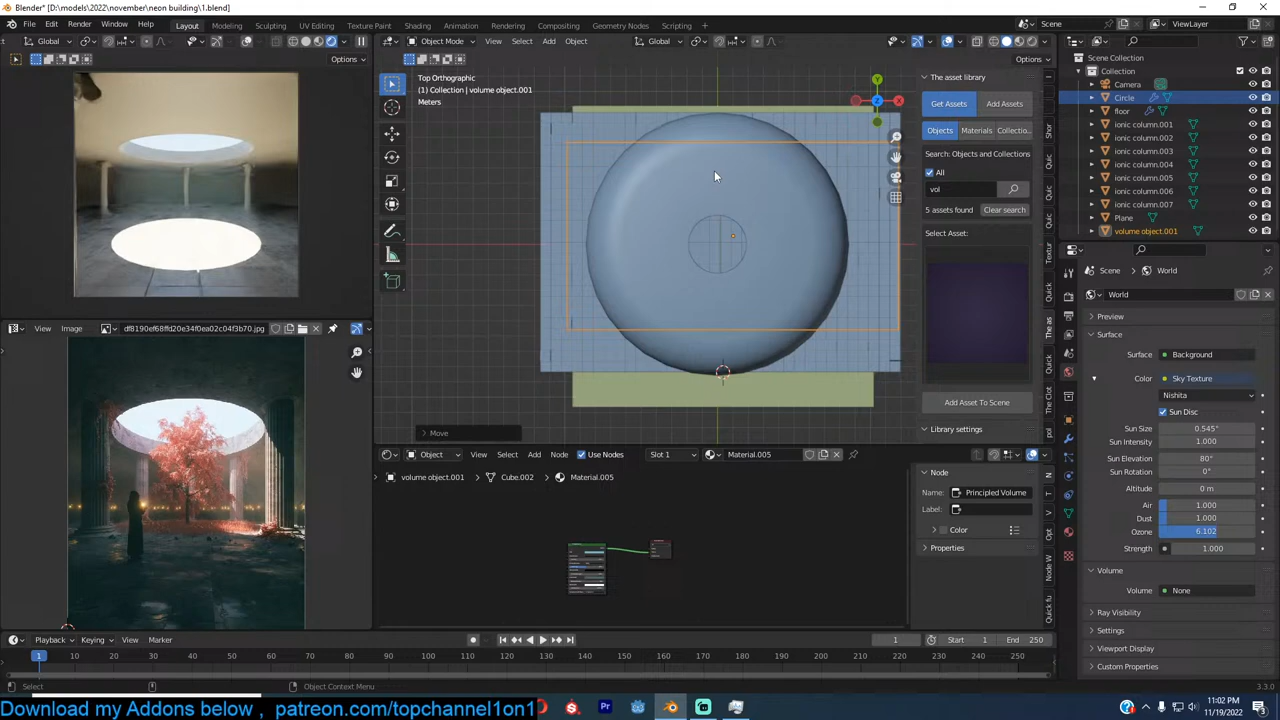 Blender* [D:\models\2022\november\neon building\1.blend]
File Edit Render Window Help Layout Modeling Sculpting UV Editing Texture Paint Shading Animation Rendering Compositing Geometry Nodes Scripting + Scene ViewLayer
Global Object Mode View Select Add Object Global
Options Options
Top Orthographic
(1) Collection | volume object.001
Meters
Move
The asset library
Get Assets Add Assets
Objects Materials Collectio...
Search: Objects and Collections
All
vol
5 assets found Clear search
Select Asset:
Add Asset To Scene
Library settings
Scene Collection
Collection
Camera
Circle
floor
ionic column.001
ionic column.002
ionic column.003
ionic column.004
ionic column.005
ionic column.006
ionic column.007
Plane
volume object.001
Scene World
World
Preview
Surface
Surface Background
Color Sky Texture
Nishita
Sun Disc
Sun Size 0.545°
Sun Intensity 1.000
Sun Elevation 80°
Sun Rotation 0°
Altitude 0 m
Air 1.000
Dust 1.000
Ozone 6.102
Strength 1.000
Volume
Volume None
Ray Visibility
Settings
Viewport Display
Custom Properties
View Image df8190ef68ffd20e34f0ea02c04f3b70.jpg
Object View Select Add Node Use Nodes Slot 1 Material.005
volume object.001 Cube.002 Material.005
Node
Name: Principled Volume
Label:
Color
Properties
Playback Keying View Marker 1 Start 1 End 250
1 10 20 30 40 50 60 70 80 90 100 110 120 130 140 150 160 170 180 190 200 210 220 230 240 250
Select Object Context Menu 3.3.0
Download my Addons below , patreon.com/topchannel1on1
11:02 PM
11/19/2022